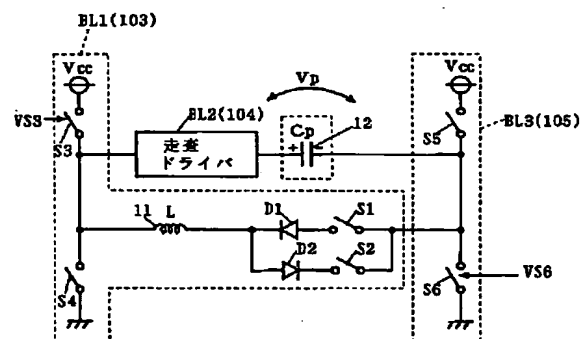 BL1(103)
Vcc
VS3
S3
BL2(104)
走査
ドライバ
Vp
Cp
+
12
Vcc
S5
BL3(105)
11
L
D1
S1
D2
S2
S4
S6
VS6